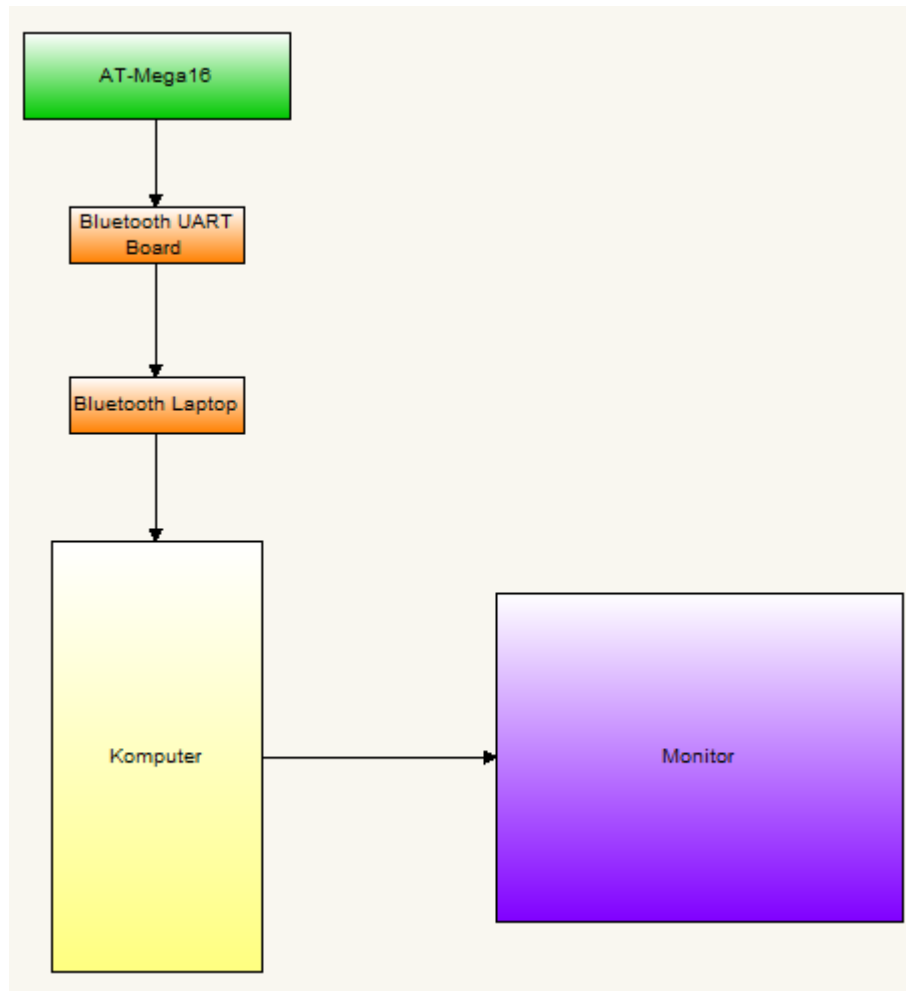 AT-Mega16
Bluetooth UART
Board
Bluetooth Laptop
Komputer
Monitor